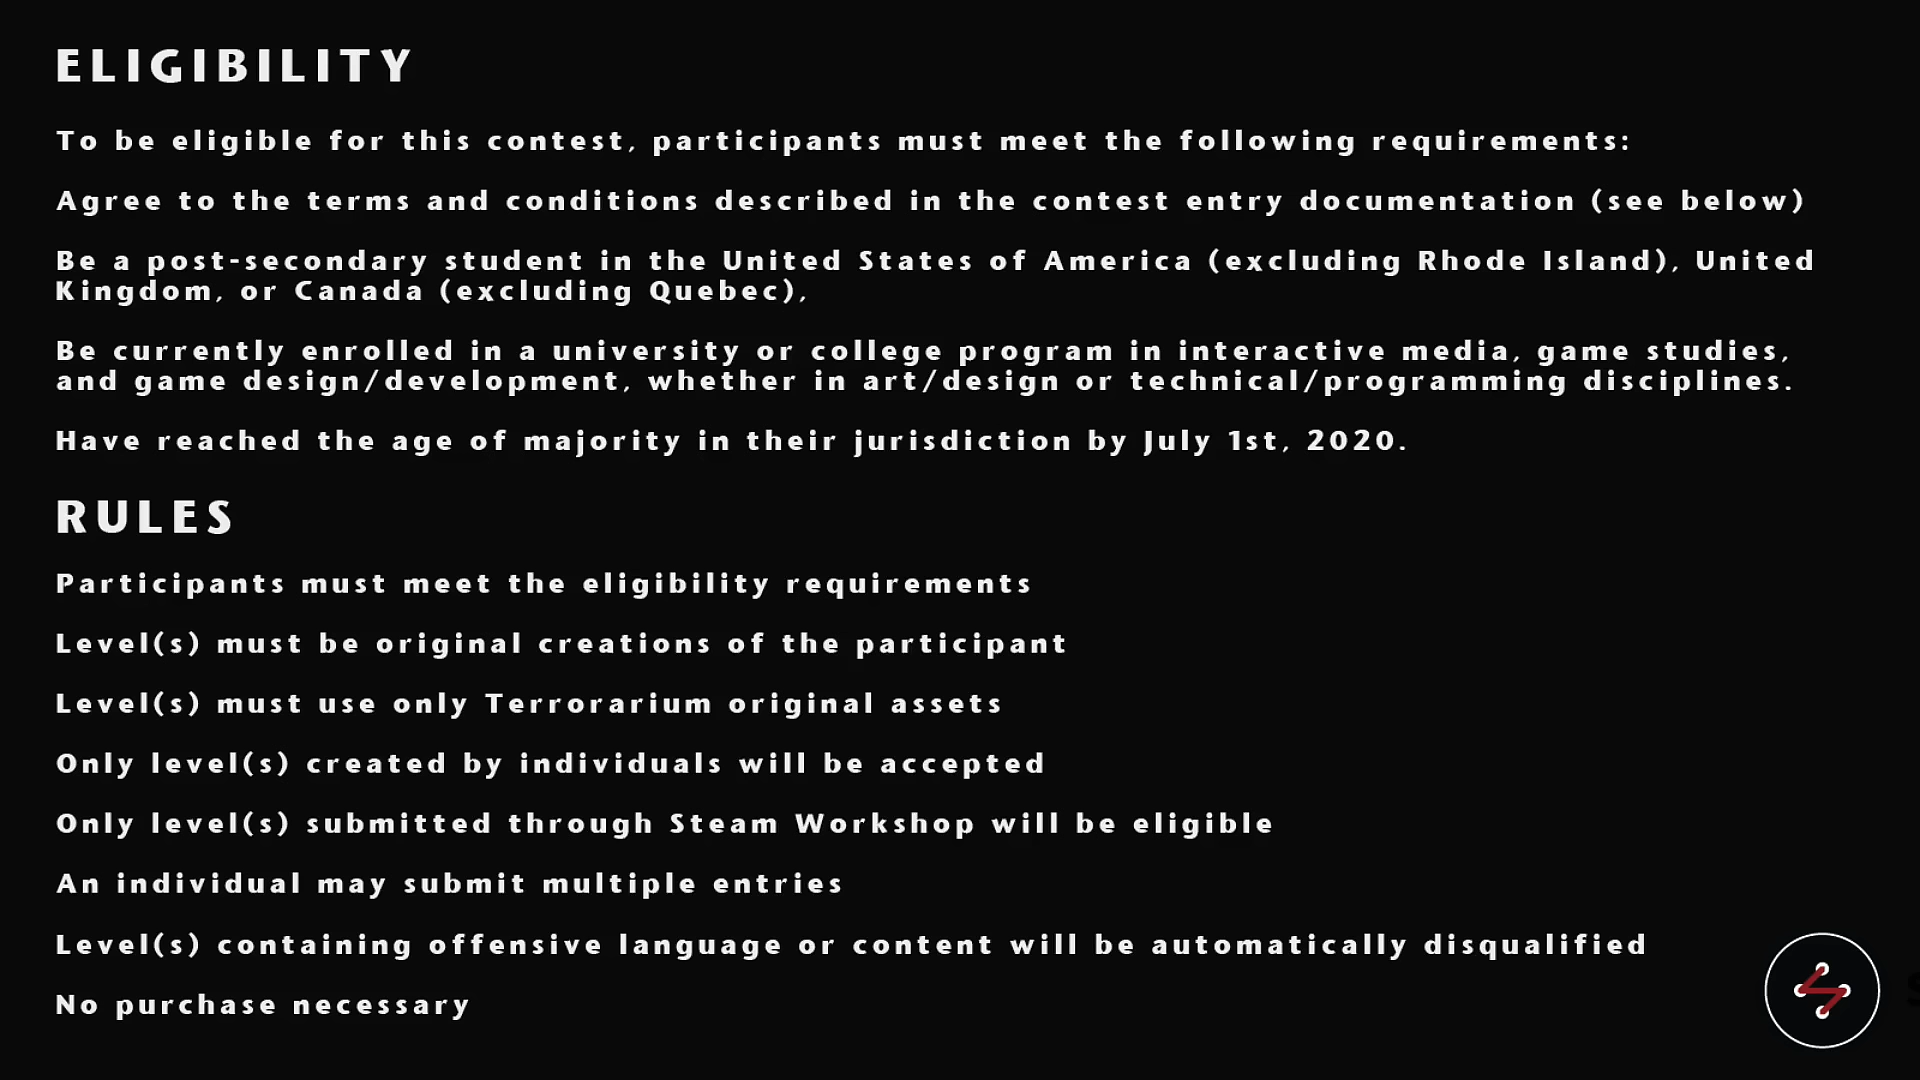 ELIGIBILITY
To be eligible for this contest, participants must meet the following requirements:
Agree to the terms and conditions described in the contest entry documentation (see below)
Be a post-secondary student in the United States of America (excluding Rhode Island), United
Kingdom, or Canada (excluding Quebec),
Be currently enrolled in a university or college program in interactive media, game studies,
and game design/development, whether in art/design or technical/programming disciplines.
Have reached the age of majority in their jurisdiction by July 1st, 2020.
RULES
Participants must meet the eligibility requirements
Level(s) must be original creations of the participant
Level(s) must use only Terrorarium original assets
Only level(s) created by individuals will be accepted
Only level(s) submitted through Steam Workshop will be eligible
An individual may submit multiple entries
Level(s) containing offensive language or content will be automatically disqualified
No purchase necessary